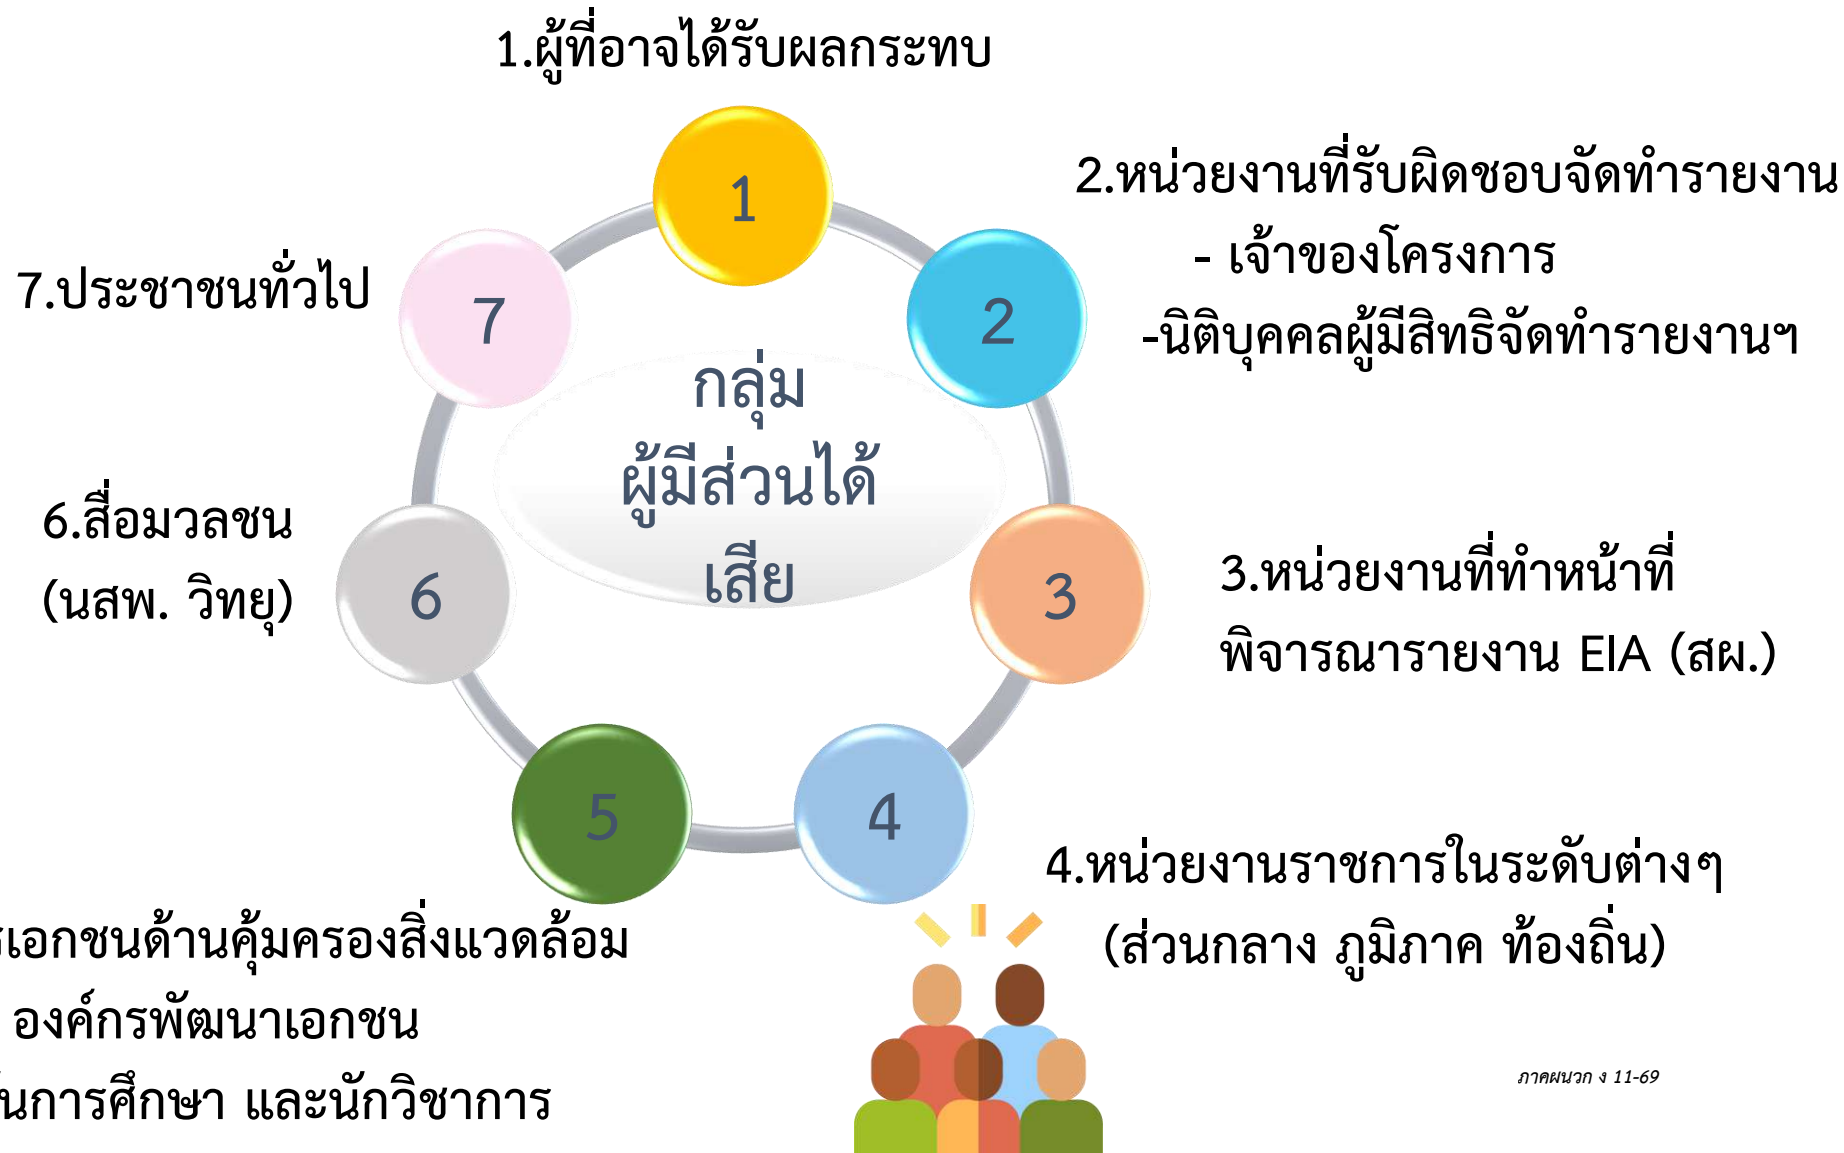 1.ผู้ที่อาจได้รับผลกระทบ
1
2.หน่วยงานที่รับผิดชอบจัดทำรายงาน
- เจ้าของโครงการ
-นิติบุคคลผู้มีสิทธิจัดทำรายงานฯ
2
7.ประชาชนทั่วไป
7
กลุ่ม
ผู้มีส่วนได้
เสีย
6.สื่อมวลชน
(นสพ. วิทยุ)
6
3
3.หน่วยงานที่ทำหน้าที่
พิจารณารายงาน EIA (สผ.)
5
4
4.หน่วยงานราชการในระดับต่างๆ
(ส่วนกลาง ภูมิภาค ท้องถิ่น)
เอกชนด้านคุ้มครองสิ่งแวดล้อม
องค์กรพัฒนาเอกชน
นการศึกษา และนักวิชาการ
ภาคผนวก ง 11-69